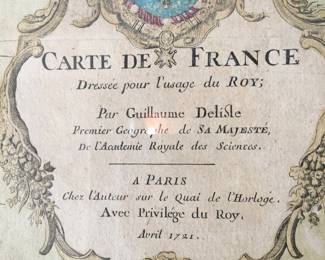 CARTE DE FRANCE
Dressée pour l'usage du ROY;
Par Guillaume Delisle
Premier Geographe de SA MAJESTÉ,
De l'Academie Royale des Sciences.
A PARIS
Chez l'Auteur sur le Quai de l'Horloge.
Avec Privilége du Roy.
Avril 1721.